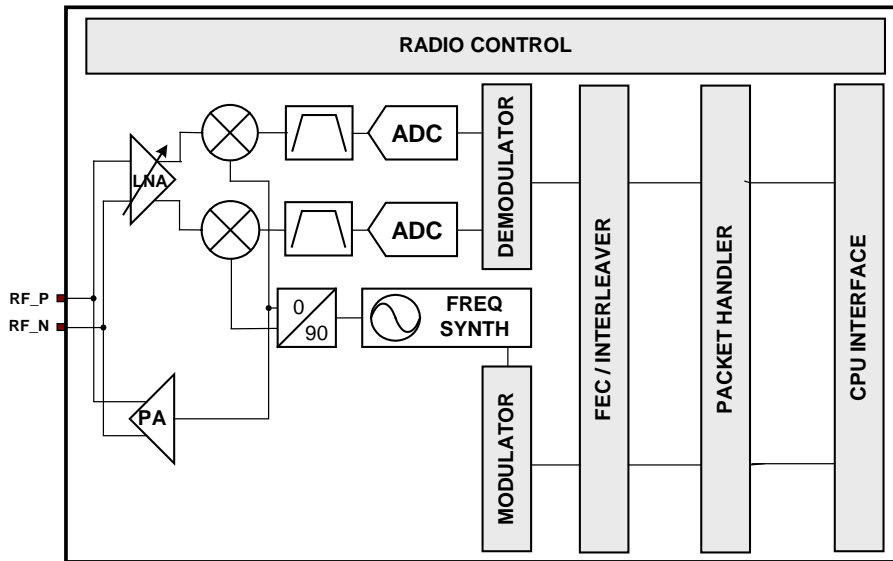 RADIO CONTROL
LNA
ADC
ADC
DEMODULATOR
FEC / INTERLEAVER
PACKET HANDLER
CPU INTERFACE
RF_P
RF_N
0
90
FREQ
SYNTH
PA
MODULATOR